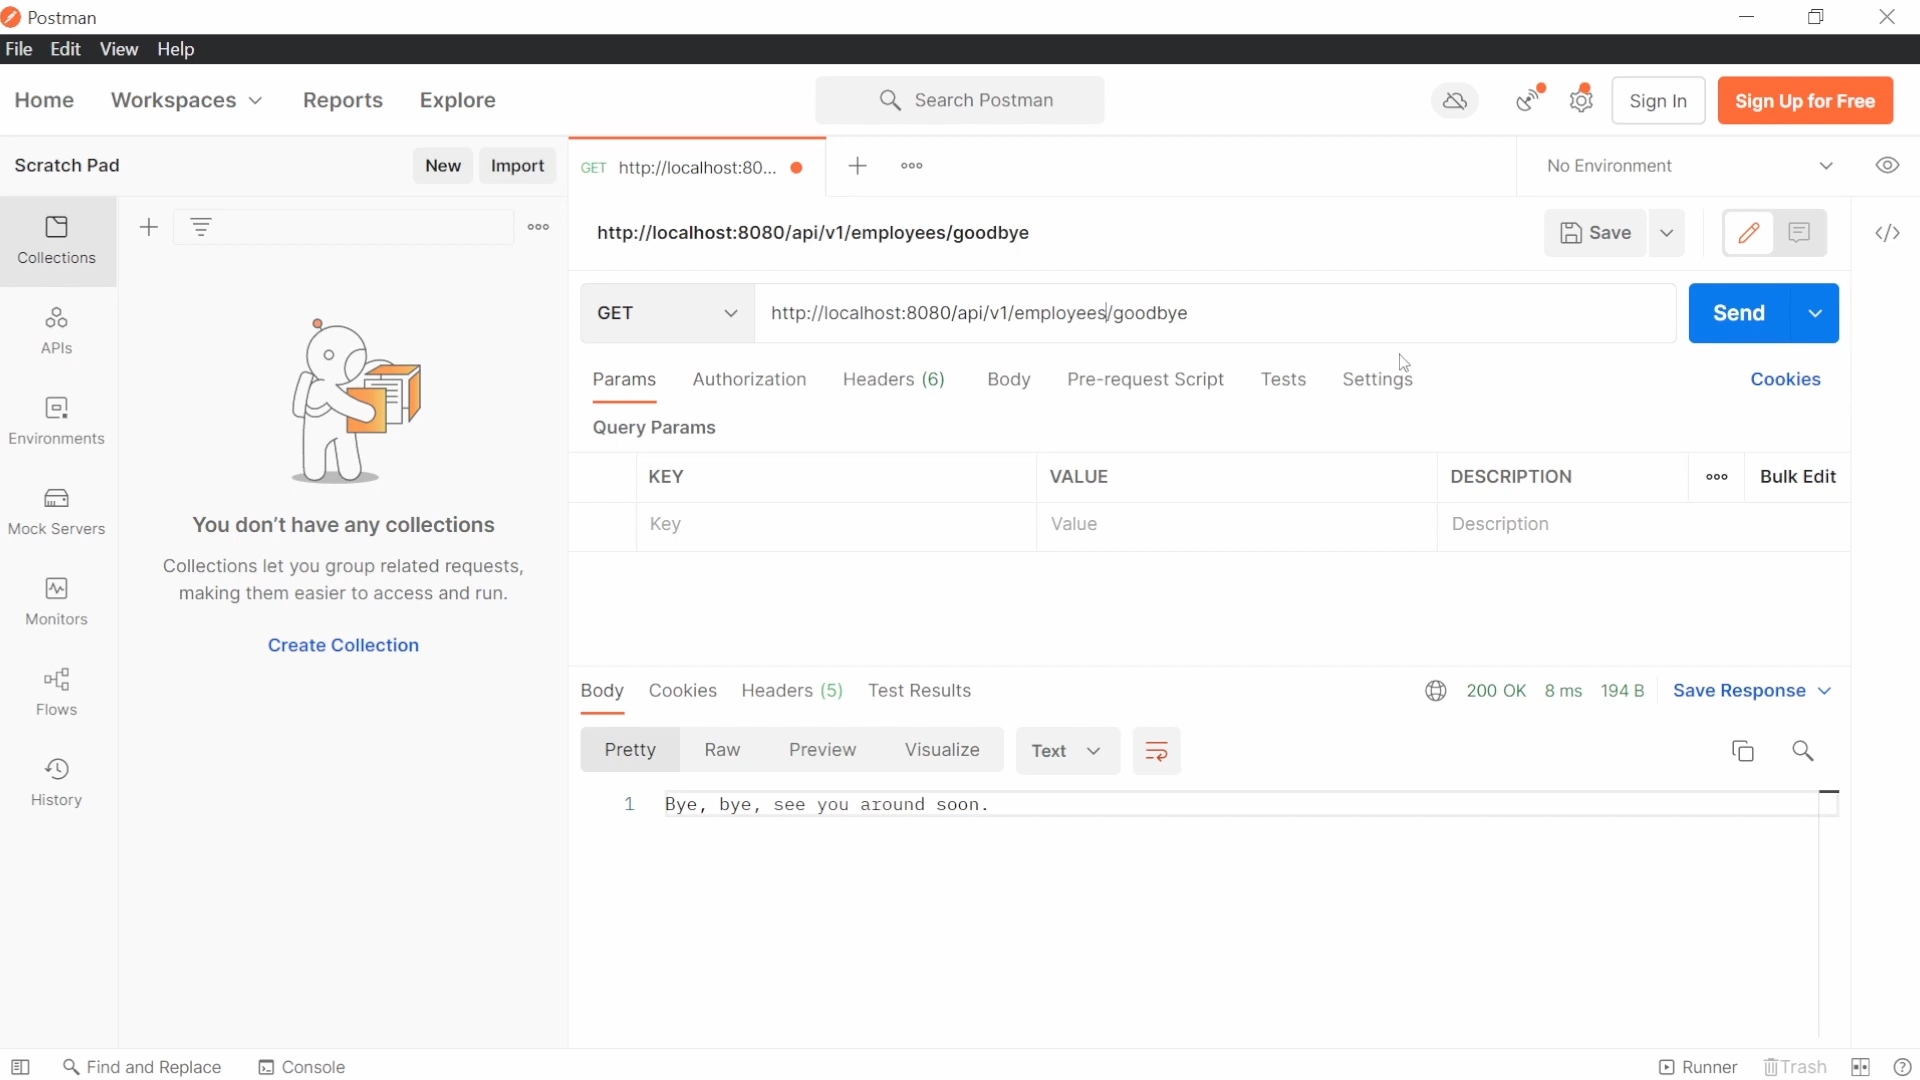 Postman
File Edit View Help
Home Workspaces Reports Explore Search Postman Sign In Sign Up for Free
Scratch Pad New Import GET http://localhost:80... No Environment
http://localhost:8080/api/v1/employees/goodbye Save
Collections
GET http://localhost:8080/api/v1/employees/goodbye Send
APIs
Params Authorization Headers (6) Body Pre-request Script Tests Settings Cookies
Query Params
Environments
KEY VALUE DESCRIPTION Bulk Edit
Key Value Description
Mock Servers
You don't have any collections
Collections let you group related requests,
making them easier to access and run.
Monitors
Create Collection
Body Cookies Headers (5) Test Results 200 OK 8 ms 194 B Save Response
Flows
Pretty Raw Preview Visualize Text
History
1 Bye, bye, see you around soon.
Find and Replace Console Runner Trash